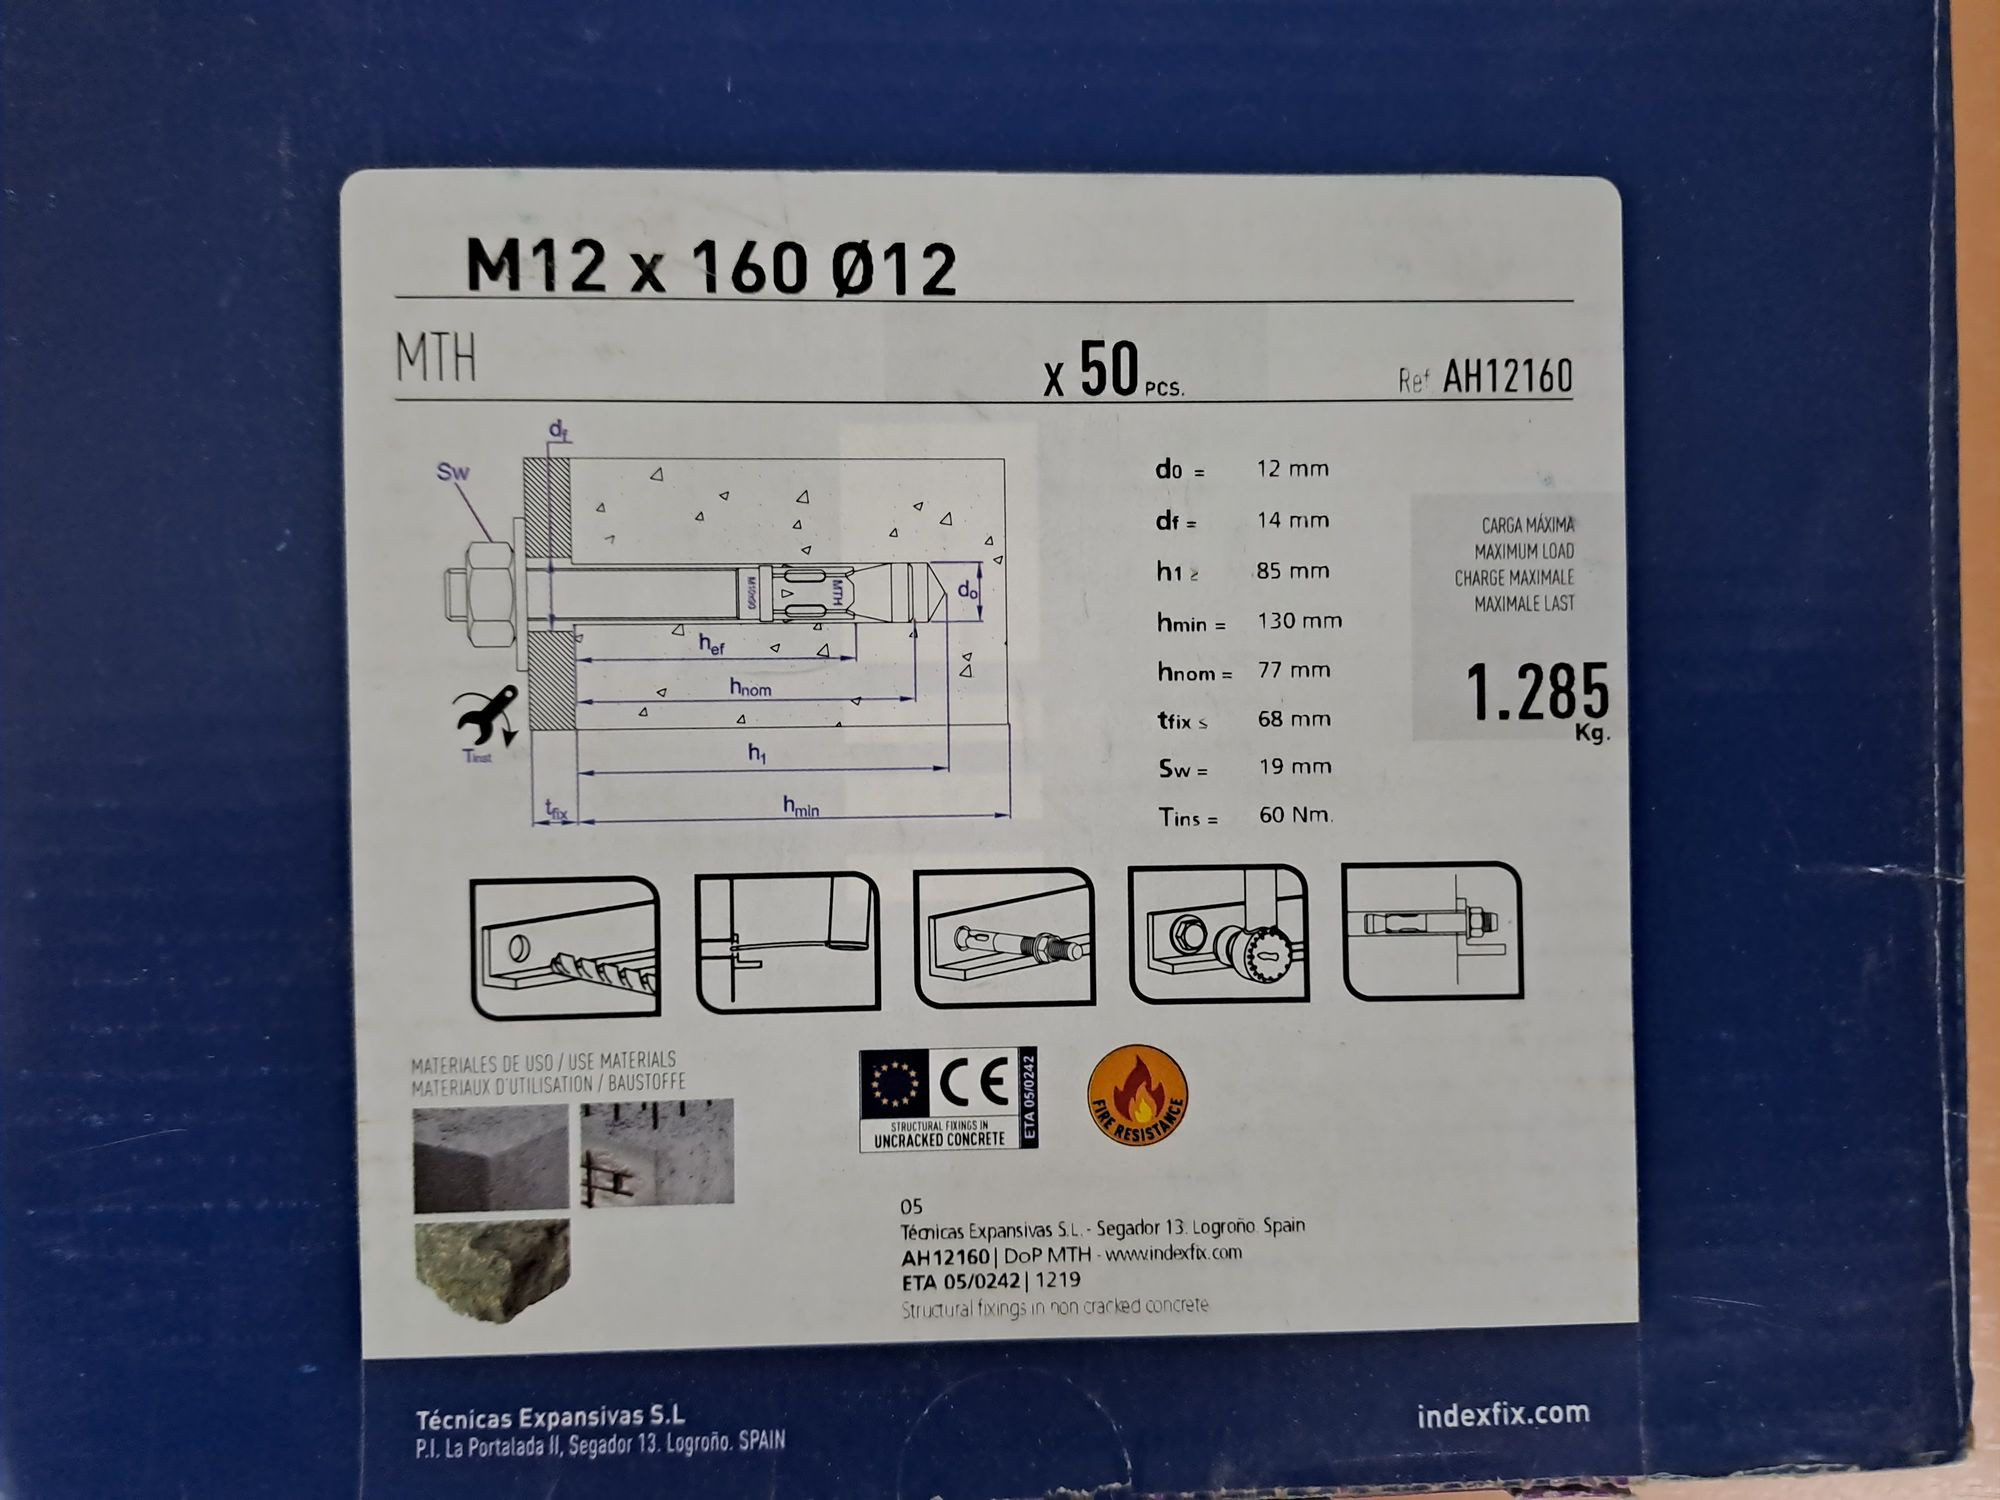 M12 x 160 Ø12
MTH
x 50 PCS.
Ref AH12160
df
Sw
M10x90
MTH
do
hef
hnom
Tinst
h1
tfix
hmin
do = 12 mm
df = 14 mm
h1 ≥ 85 mm
hmin = 130 mm
hnom = 77 mm
tfix ≤ 68 mm
Sw = 19 mm
Tins = 60 Nm.
CARGA MÁXIMA
MAXIMUM LOAD
CHARGE MAXIMALE
MAXIMALE LAST
1.285
Kg.
MATERIALES DE USO / USE MATERIALS
MATERIAUX D'UTILISATION / BAUSTOFFE
CE
STRUCTURAL FIXINGS IN
UNCRACKED CONCRETE
ETA 05/0242
FIRE RESISTANCE
05
Técnicas Expansivas S.L. - Segador 13. Logroño. Spain
AH12160 | DoP MTH - www.indexfix.com
ETA 05/0242 | 1219
Structural fixings in non cracked concrete
Técnicas Expansivas S.L
P.I. La Portalada II, Segador 13. Logroño. SPAIN
indexfix.com